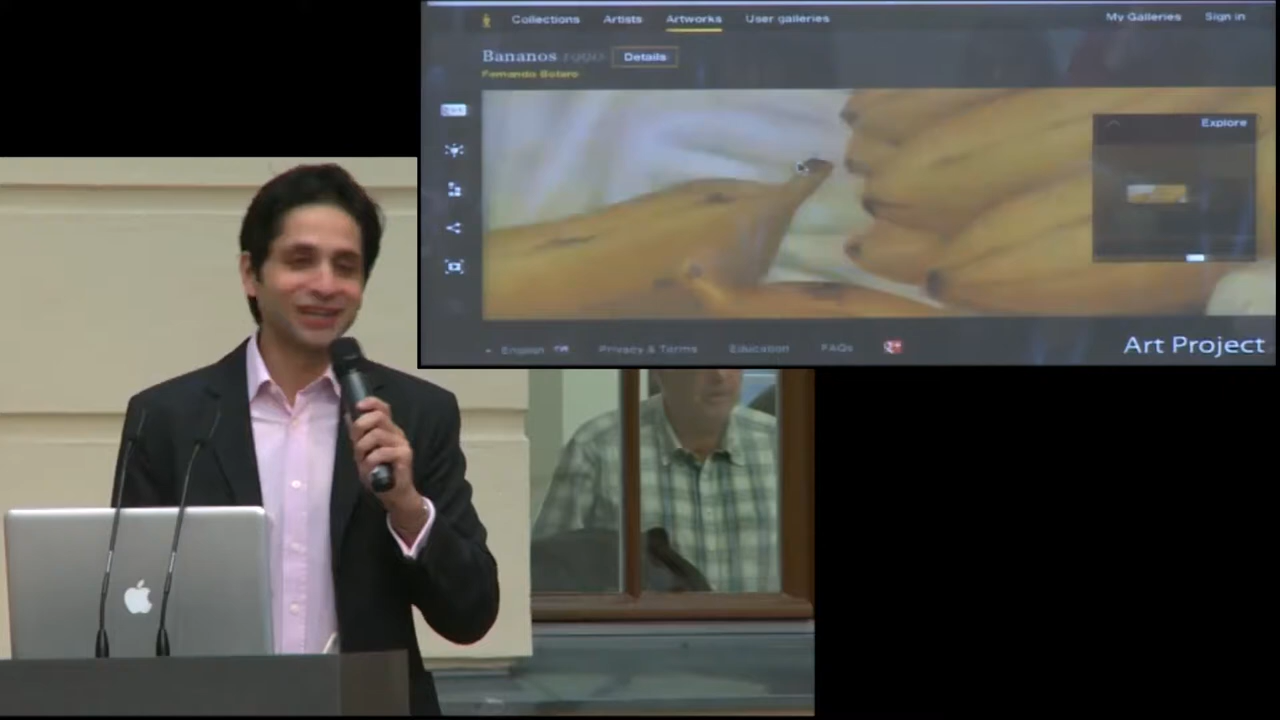 Collections Artists Artworks User galleries My Galleries Sign in
Bananos Details
Fernando Botero
Explore
English Privacy & Terms Education FAQs
Art Project